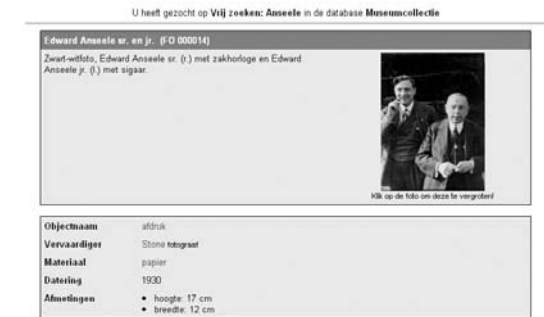 U heeft gezocht op Vrij zoeken: Anseele in de database Museumcollectie
Edward Anseele sr. en jr. (FO 000014)
Zwart-witfoto, Edward Anseele sr. (r.) met zakhorloge en Edward
Anseele jr. (l.) met sigaar.
Klik op de foto om deze te vergroten!
Objectnaam afdruk
Vervaardiger Stone fotograaf
Materiaal papier
Datering 1930
Afmetingen • hoogte: 17 cm
• breedte: 12 cm